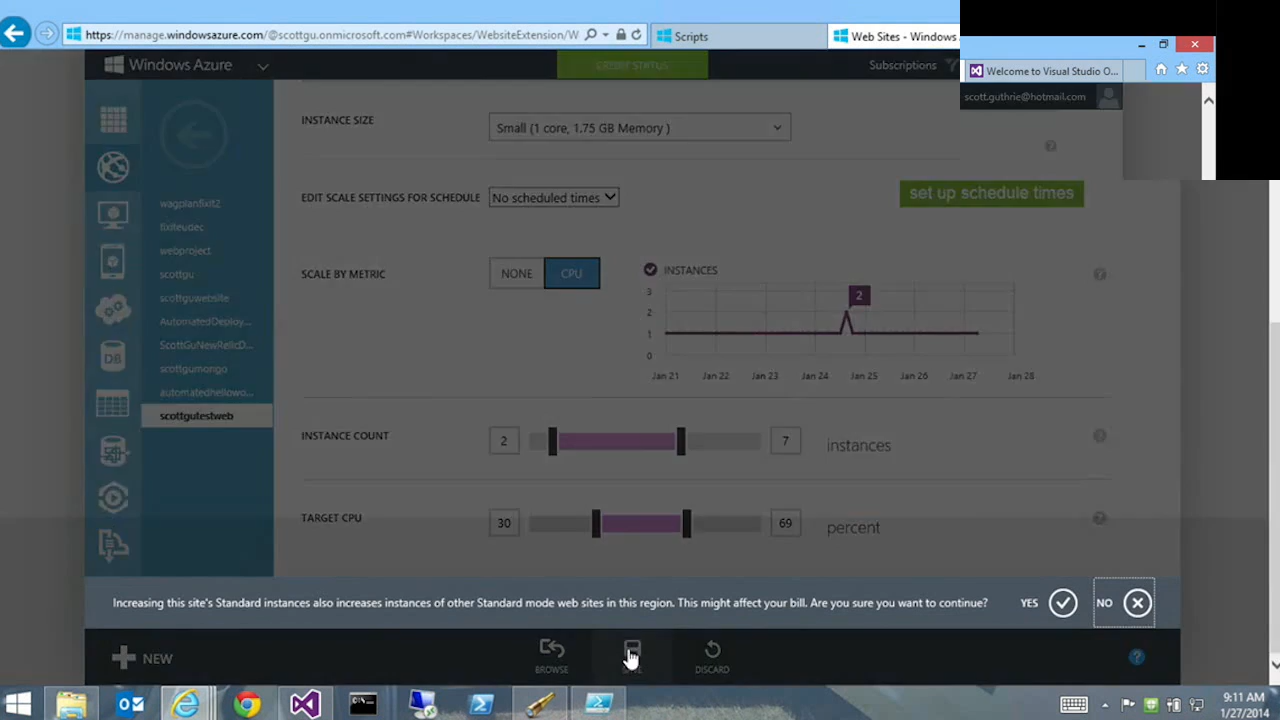 https://manage.windowsazure.com/@scottgu.onmicrosoft.com#Workspaces/WebsiteExtension/W
Scripts
Web Sites - Windows
Welcome to Visual Studio O...
scott.guthrie@hotmail.com
Windows Azure
CREDIT STATUS
Subscriptions
INSTANCE SIZE
Small (1 core, 1.75 GB Memory )
EDIT SCALE SETTINGS FOR SCHEDULE
No scheduled times
set up schedule times
wagplanfixit2
fixifeudec
webproject
scottgu
scottguwebsite
AutomatedDeploy...
ScottGuNewRelicD...
scottgumongo
automatedhellowo...
scottgutestweb
SCALE BY METRIC
NONE
CPU
INSTANCES
3
2
1
0
2
Jan 21
Jan 22
Jan 23
Jan 24
Jan 25
Jan 26
Jan 27
Jan 28
INSTANCE COUNT
2
7
instances
TARGET CPU
30
69
percent
DB
Increasing this site's Standard instances also increases instances of other Standard mode web sites in this region. This might affect your bill. Are you sure you want to continue?
YES
NO
NEW
BROWSE
DISCARD
9:11 AM
1/27/2014